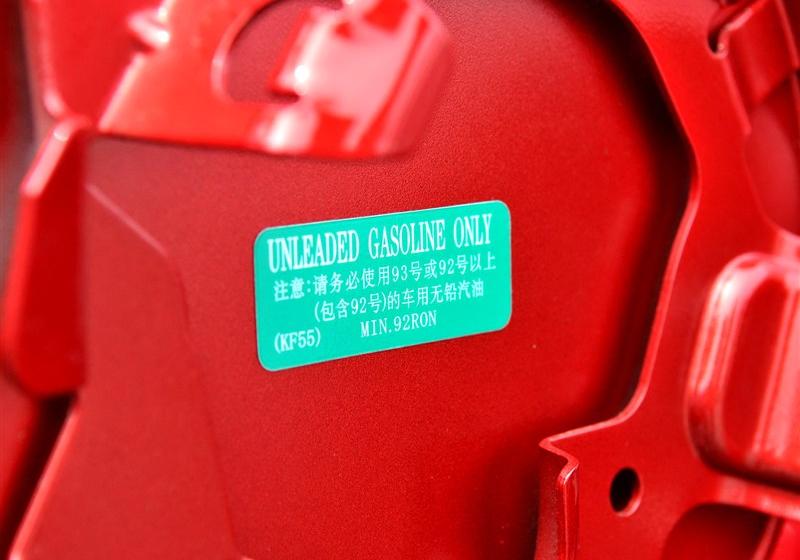 UNLEADED GASOLINE ONLY
注意:请务必使用93号或92号以上
(包含92号)的车用无铅汽油
(KF55) MIN.92RON